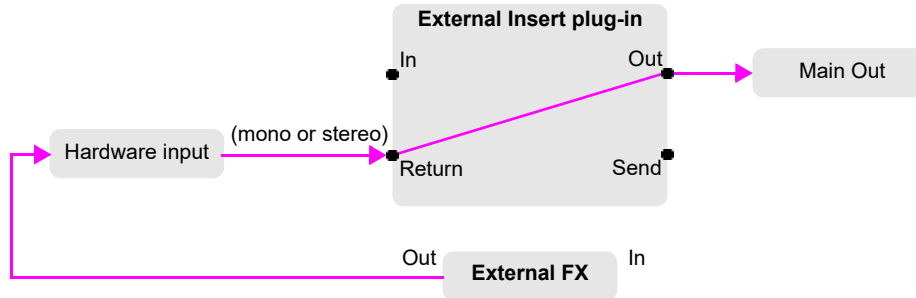 External Insert plug-in
In
Out
Main Out
(mono or stereo)
Hardware input
Return
Send
Out
In
External FX